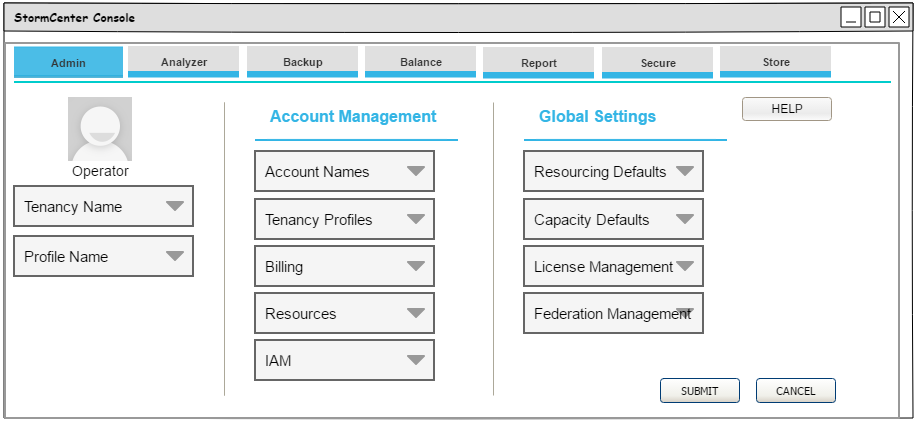 StormCenter Console
Admin
Analyzer
Backup
Balance
Report
Secure
Store
Operator
Tenancy Name
Profile Name
Account Management
Account Names
Tenancy Profiles
Billing
Resources
IAM
Global Settings
Resourcing Defaults
Capacity Defaults
License Management
Federation Management
HELP
SUBMIT
CANCEL